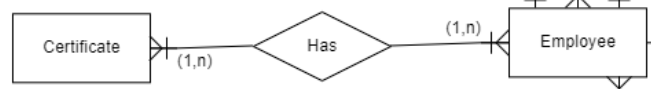 Certificate
(1,n)
Has
(1,n)
Employee